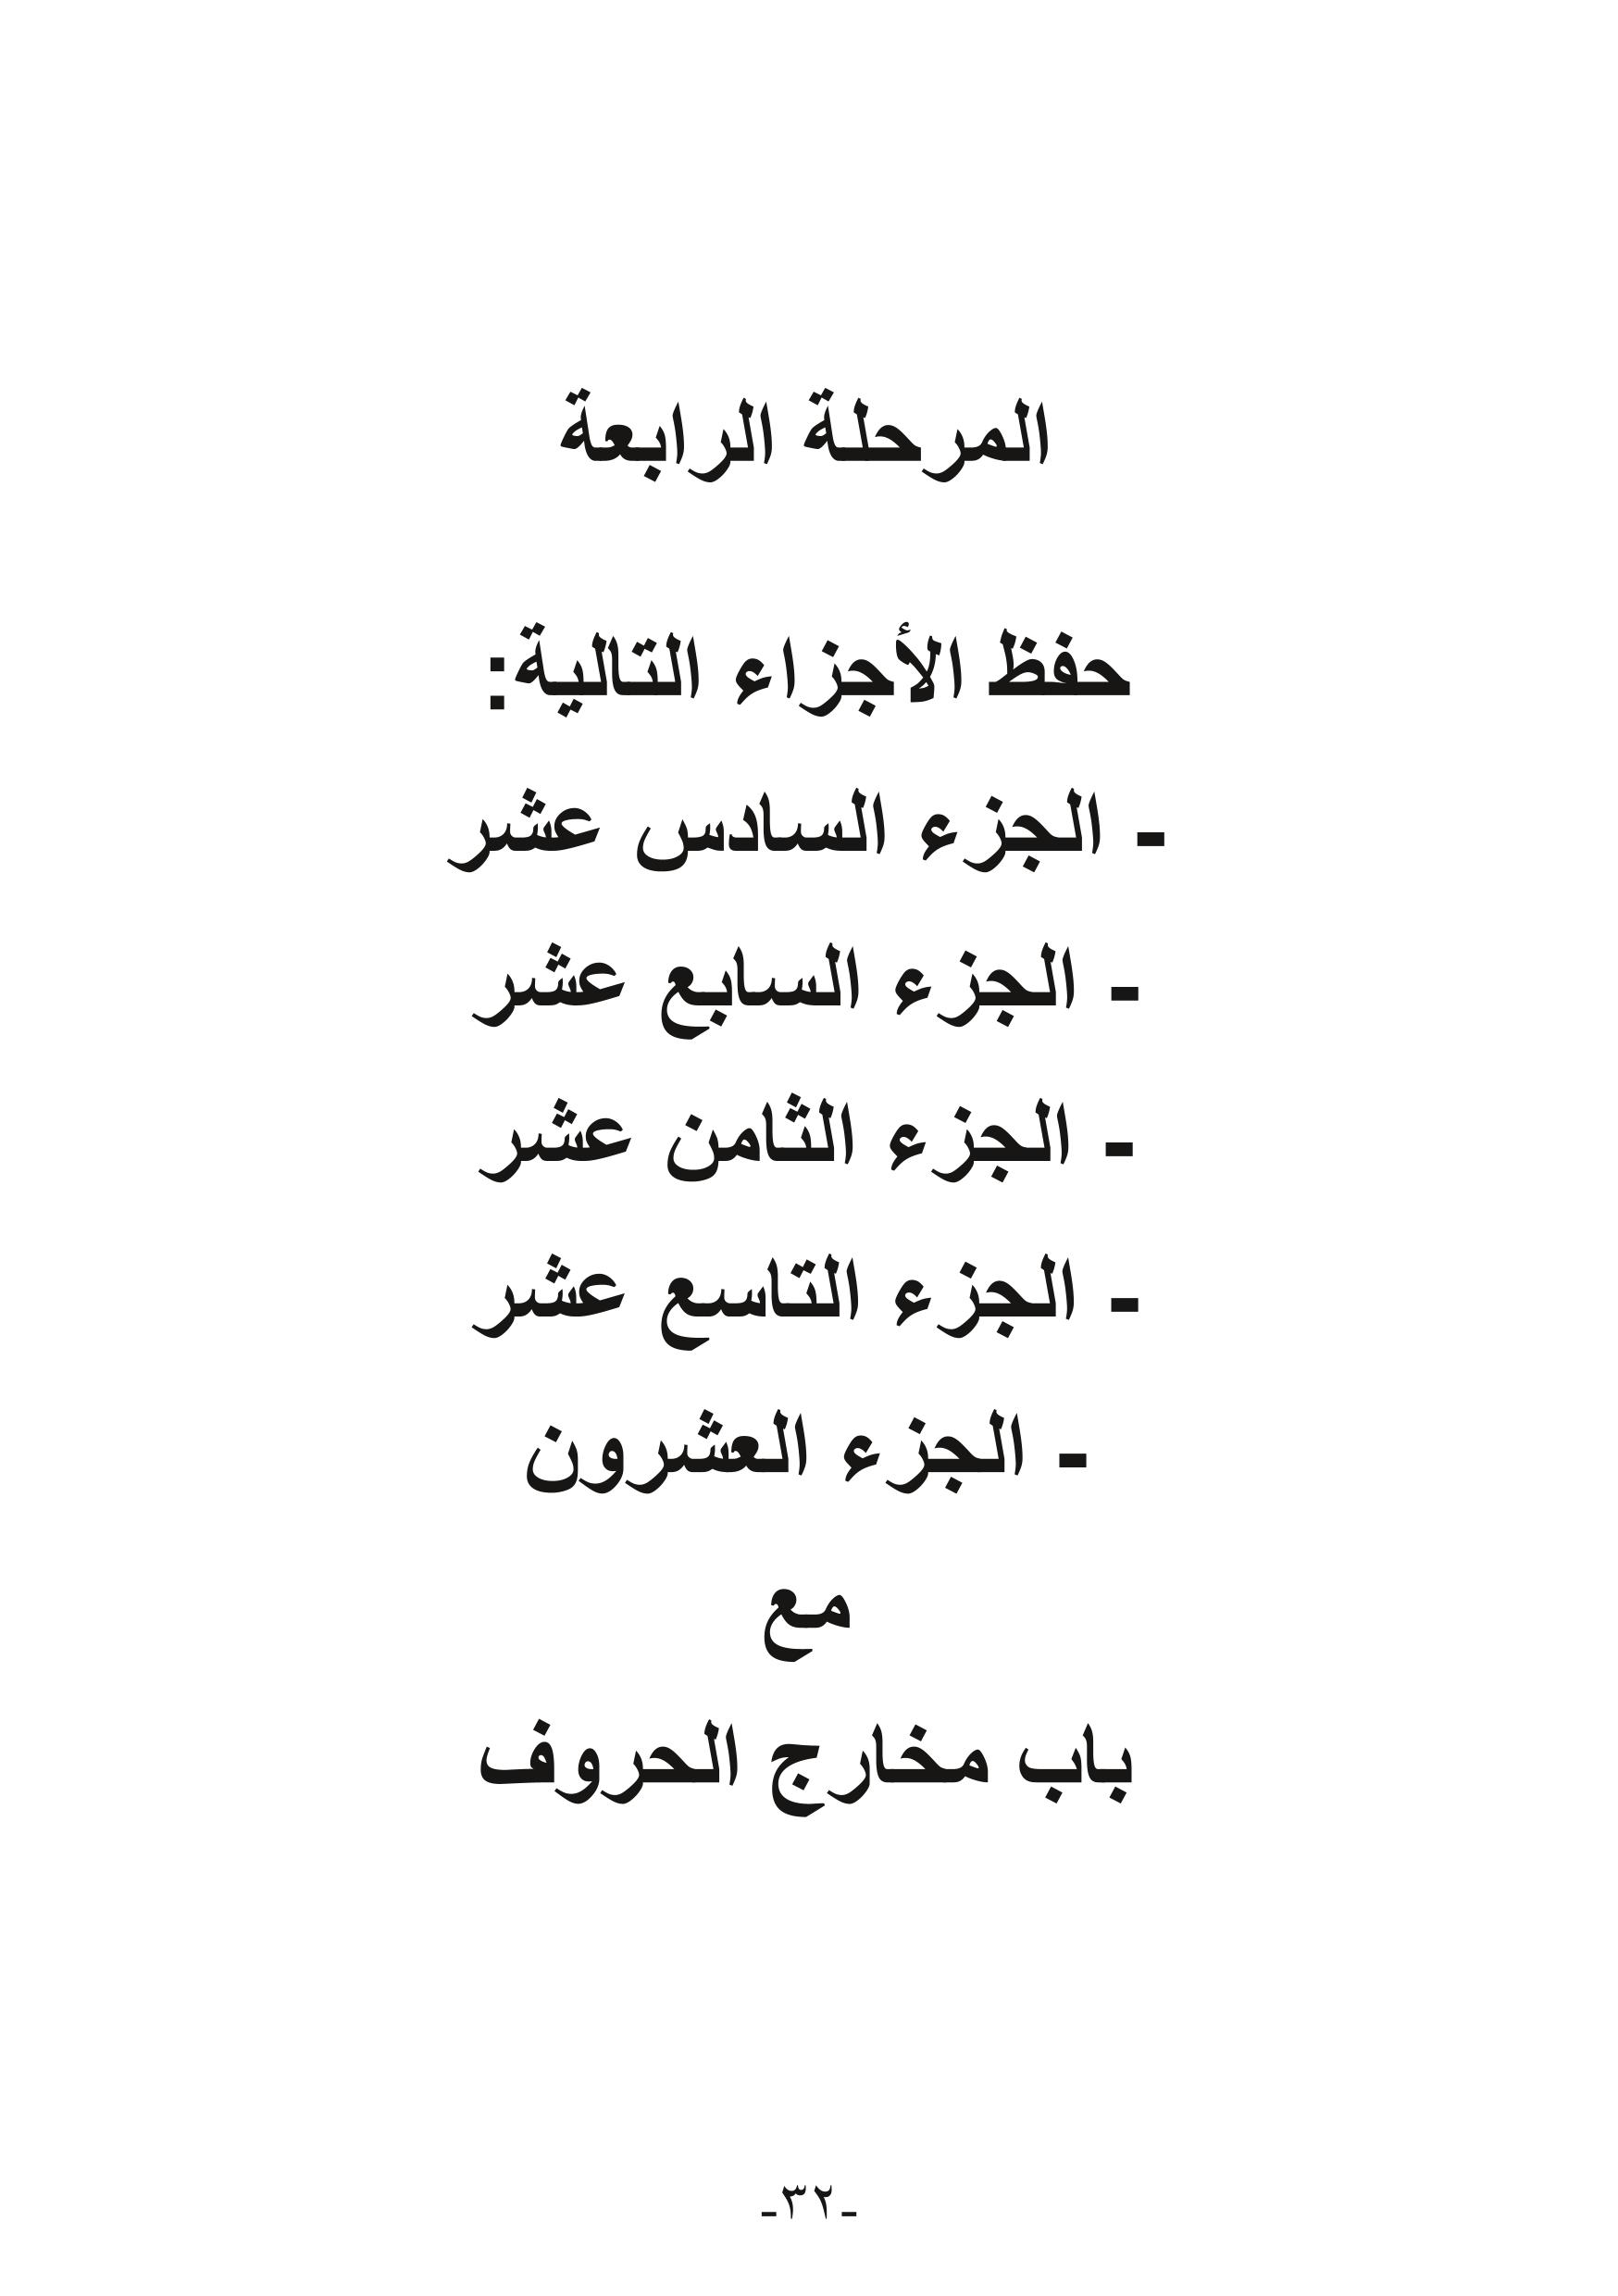 المرحلة الرابعة
حفظ الأجزاء التالية:
- الجزء السادس عشر
- الجزء السابع عشر
- الجزء الثامن عشر
- الجزء التاسع عشر
- الجزء العشرون
مع
باب مخارج الحروف
-٣٢-